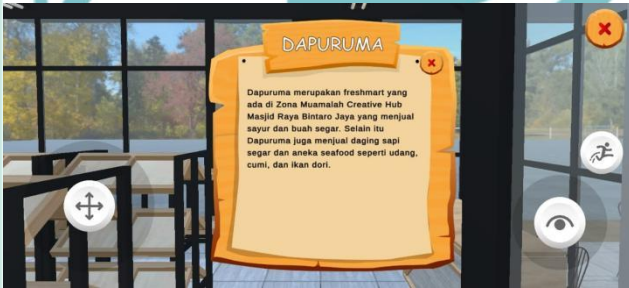 DAPURUMA
Dapuruma merupakan freshmart yang
ada di Zona Muamalah Creative Hub
Masjid Raya Bintaro Jaya yang menjual
sayur dan buah segar. Selain itu
Dapuruma juga menjual daging sapi
segar dan aneka seafood seperti udang,
cumi, dan ikan dori.